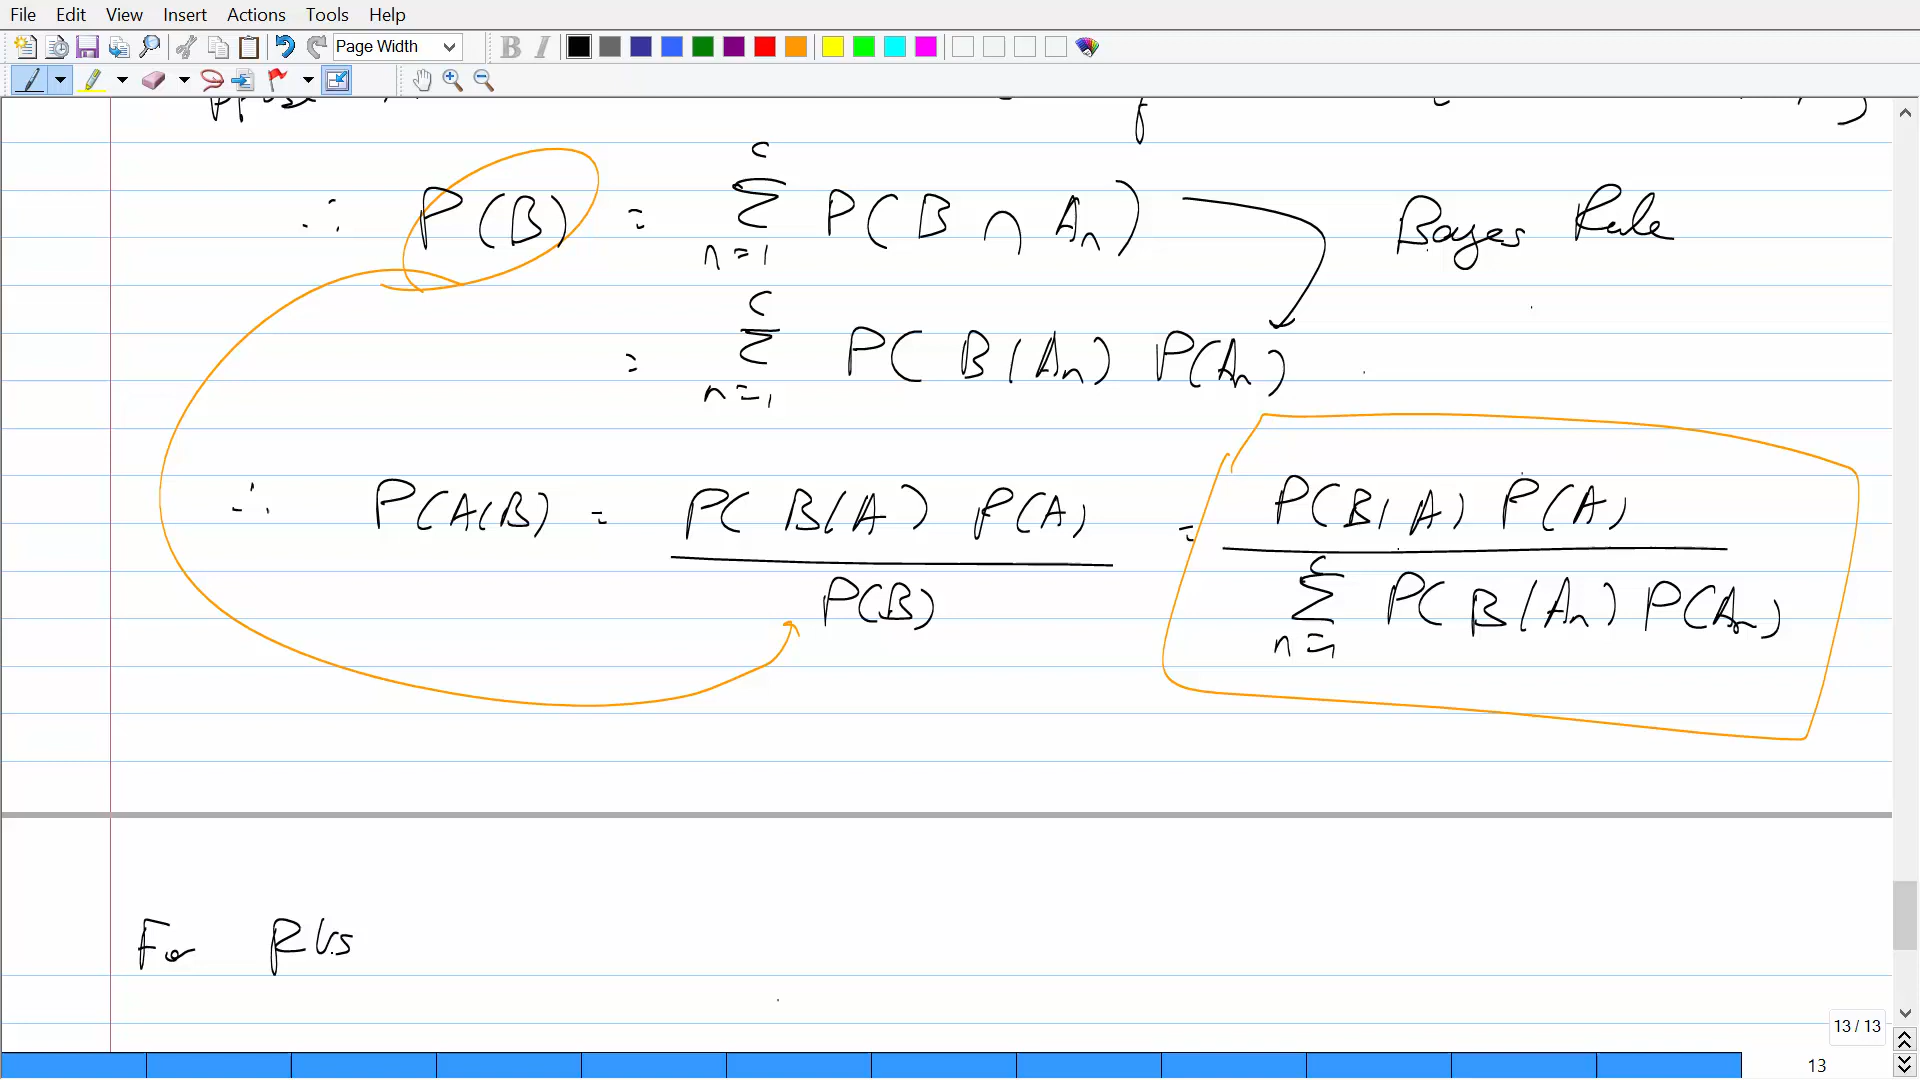 File Edit View Insert Actions Tools Help
Page Width B I
∴ P(B) = Σ_{n=1}^{c} P(B ∩ A_n) Bayes Rule
= Σ_{n=1}^{c} P(B|A_n) P(A_n)
∴ P(A|B) = P(B|A) P(A) / P(B) = P(B|A) P(A) / Σ_{n=1}^{c} P(B|A_n) P(A_n)
For RVs
13 / 13
13